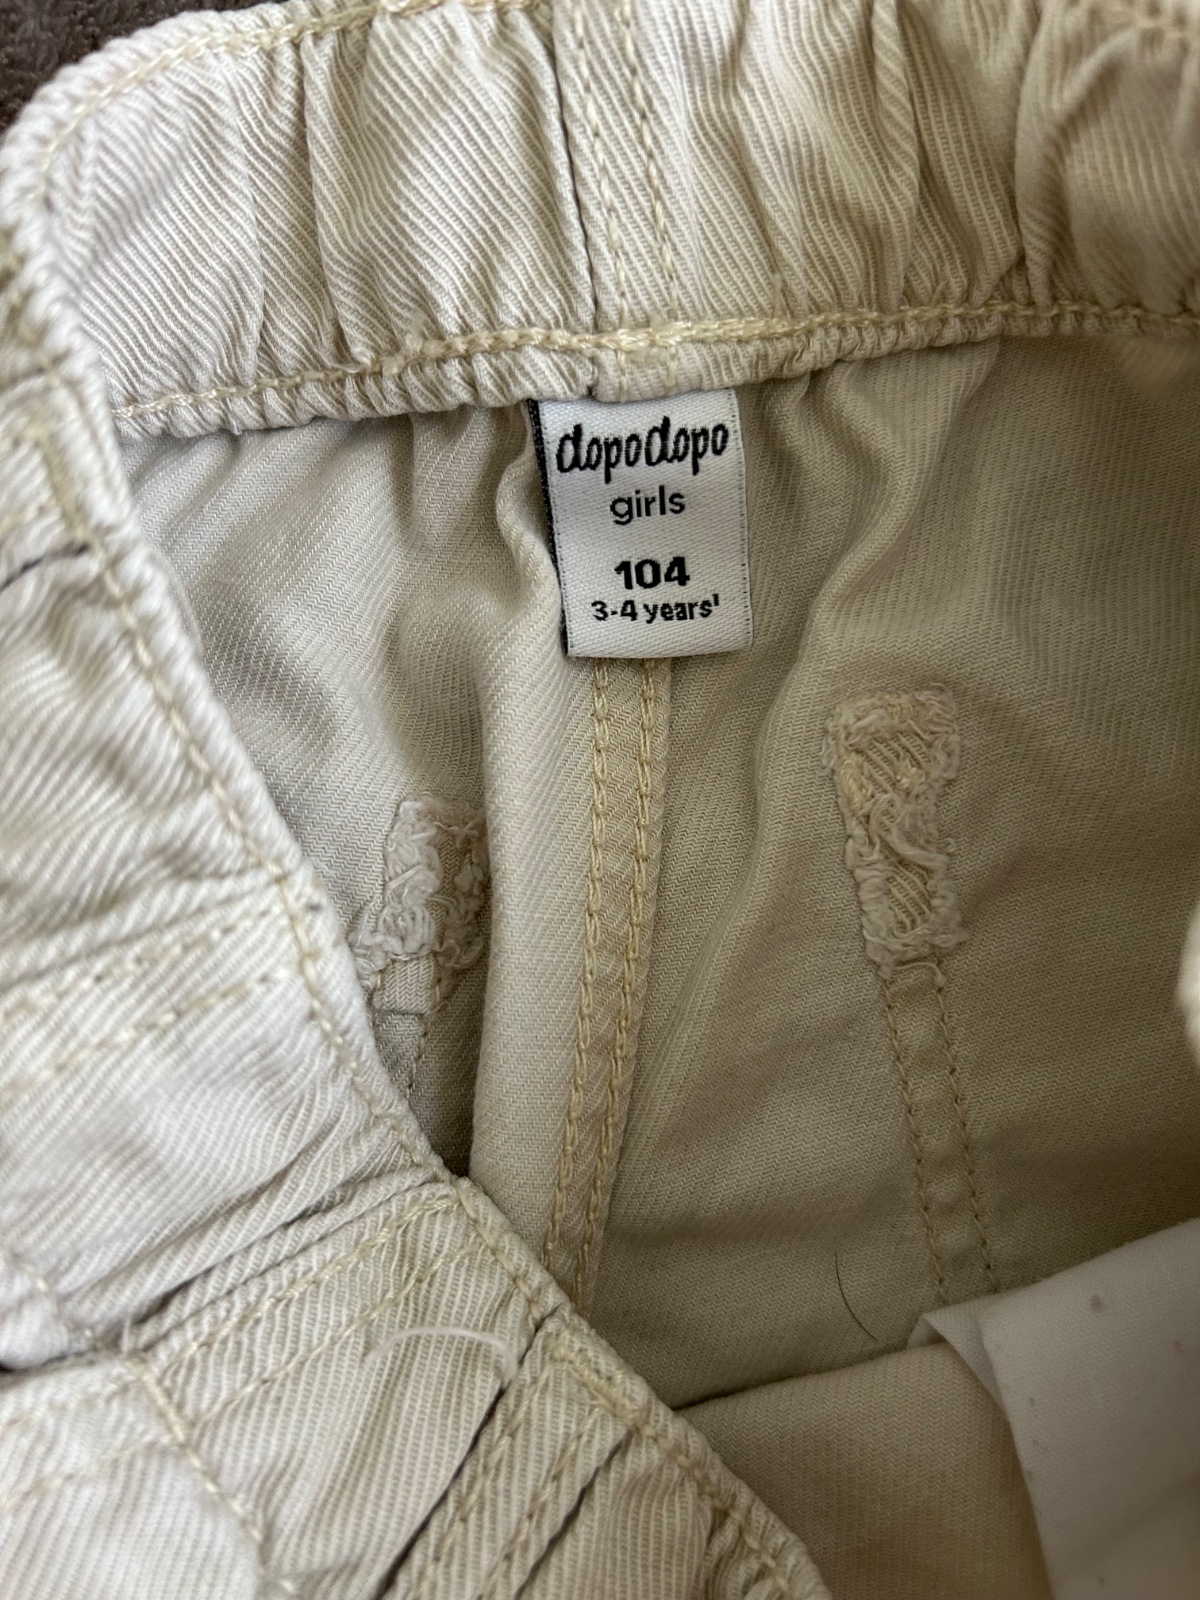 dopodopo
girls
104
3-4 years'